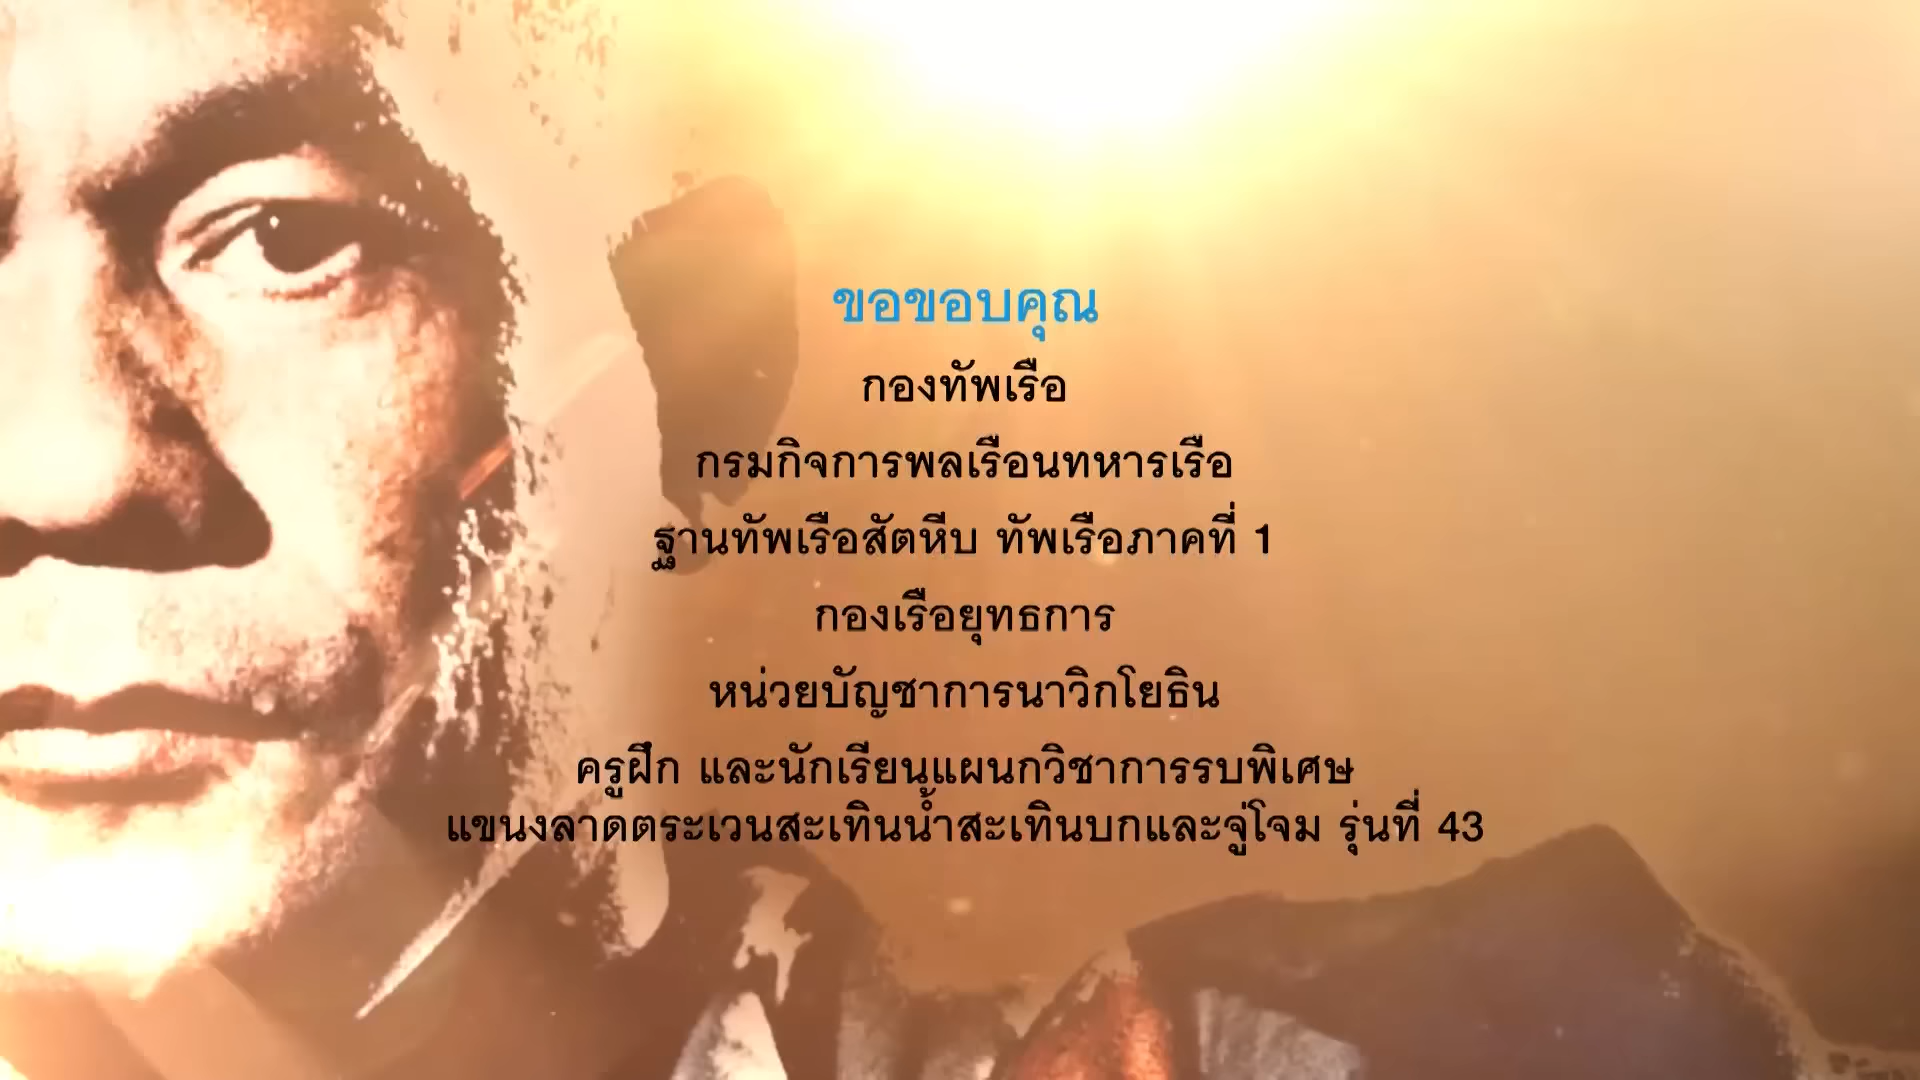 ขอขอบคุณ
กองทัพเรือ
กรมกิจการพลเรือนทหารเรือ
ฐานทัพเรือสัตหีบ ทัพเรือภาคที่ 1
กองเรือยุทธการ
หน่วยบัญชาการนาวิกโยธิน
ครูฝึก และนักเรียนแผนกวิชาการรบพิเศษ
แขนงลาดตระเวนสะเทินน้ำสะเทินบกและจู่โจม รุ่นที่ 43